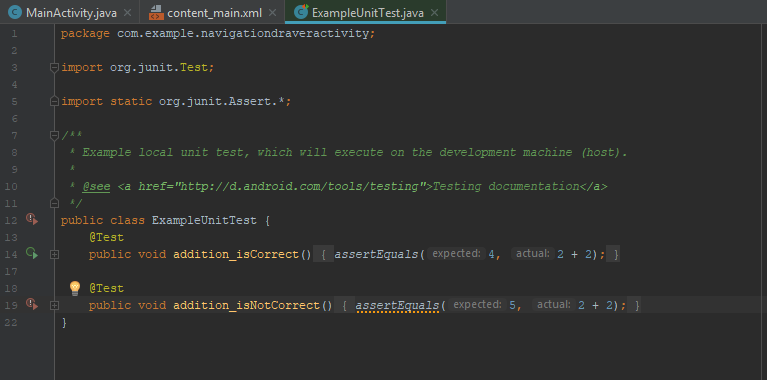 MainActivity.java × content_main.xml × ExampleUnitTest.java ×
1 package com.example.navigationdraveractivity;
2
3 import org.junit.Test;
4
5 import static org.junit.Assert.*;
6
7 /**
8 * Example local unit test, which will execute on the development machine (host).
9 *
10 * @see <a href="http://d.android.com/tools/testing">Testing documentation</a>
11 */
12 public class ExampleUnitTest {
13 @Test
14 public void addition_isCorrect() { assertEquals( expected: 4, actual: 2 + 2); }
17
18 @Test
19 public void addition_isNotCorrect() { assertEquals( expected: 5, actual: 2 + 2); }
22 }